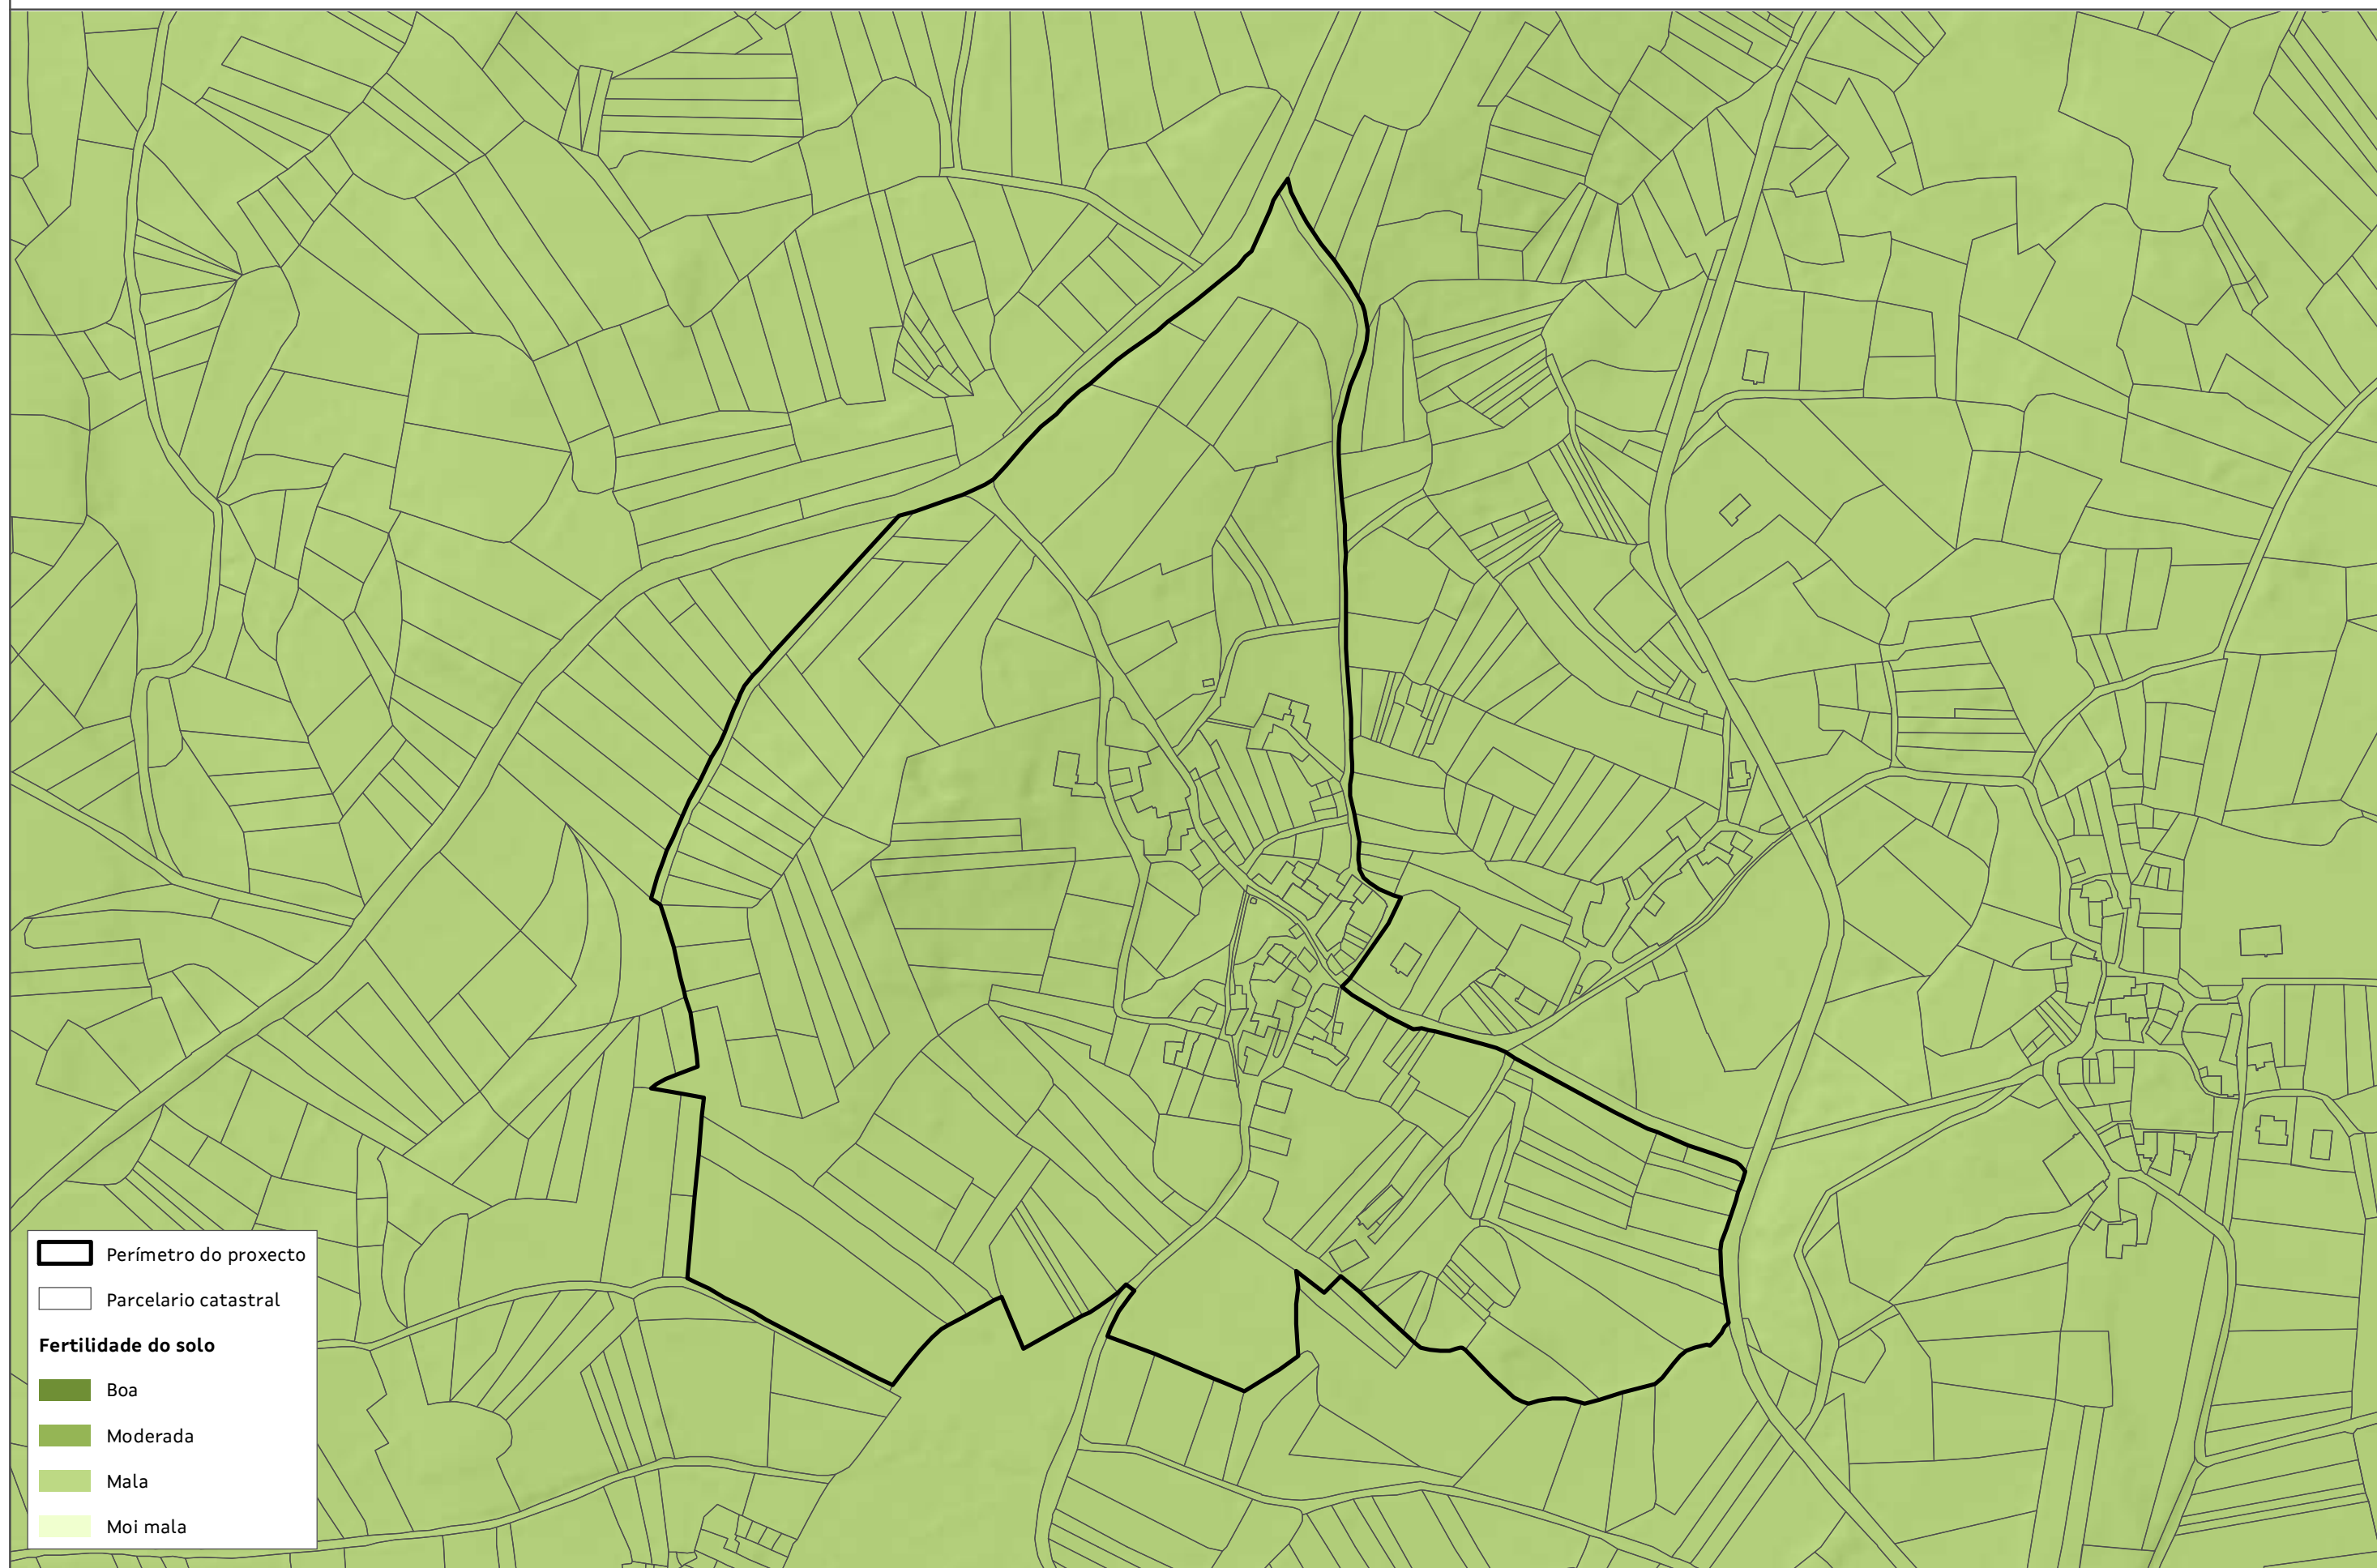 Perímetro do proxecto
Parcelario catastral
Fertilidade do solo
Boa
Moderada
Mala
Moi mala